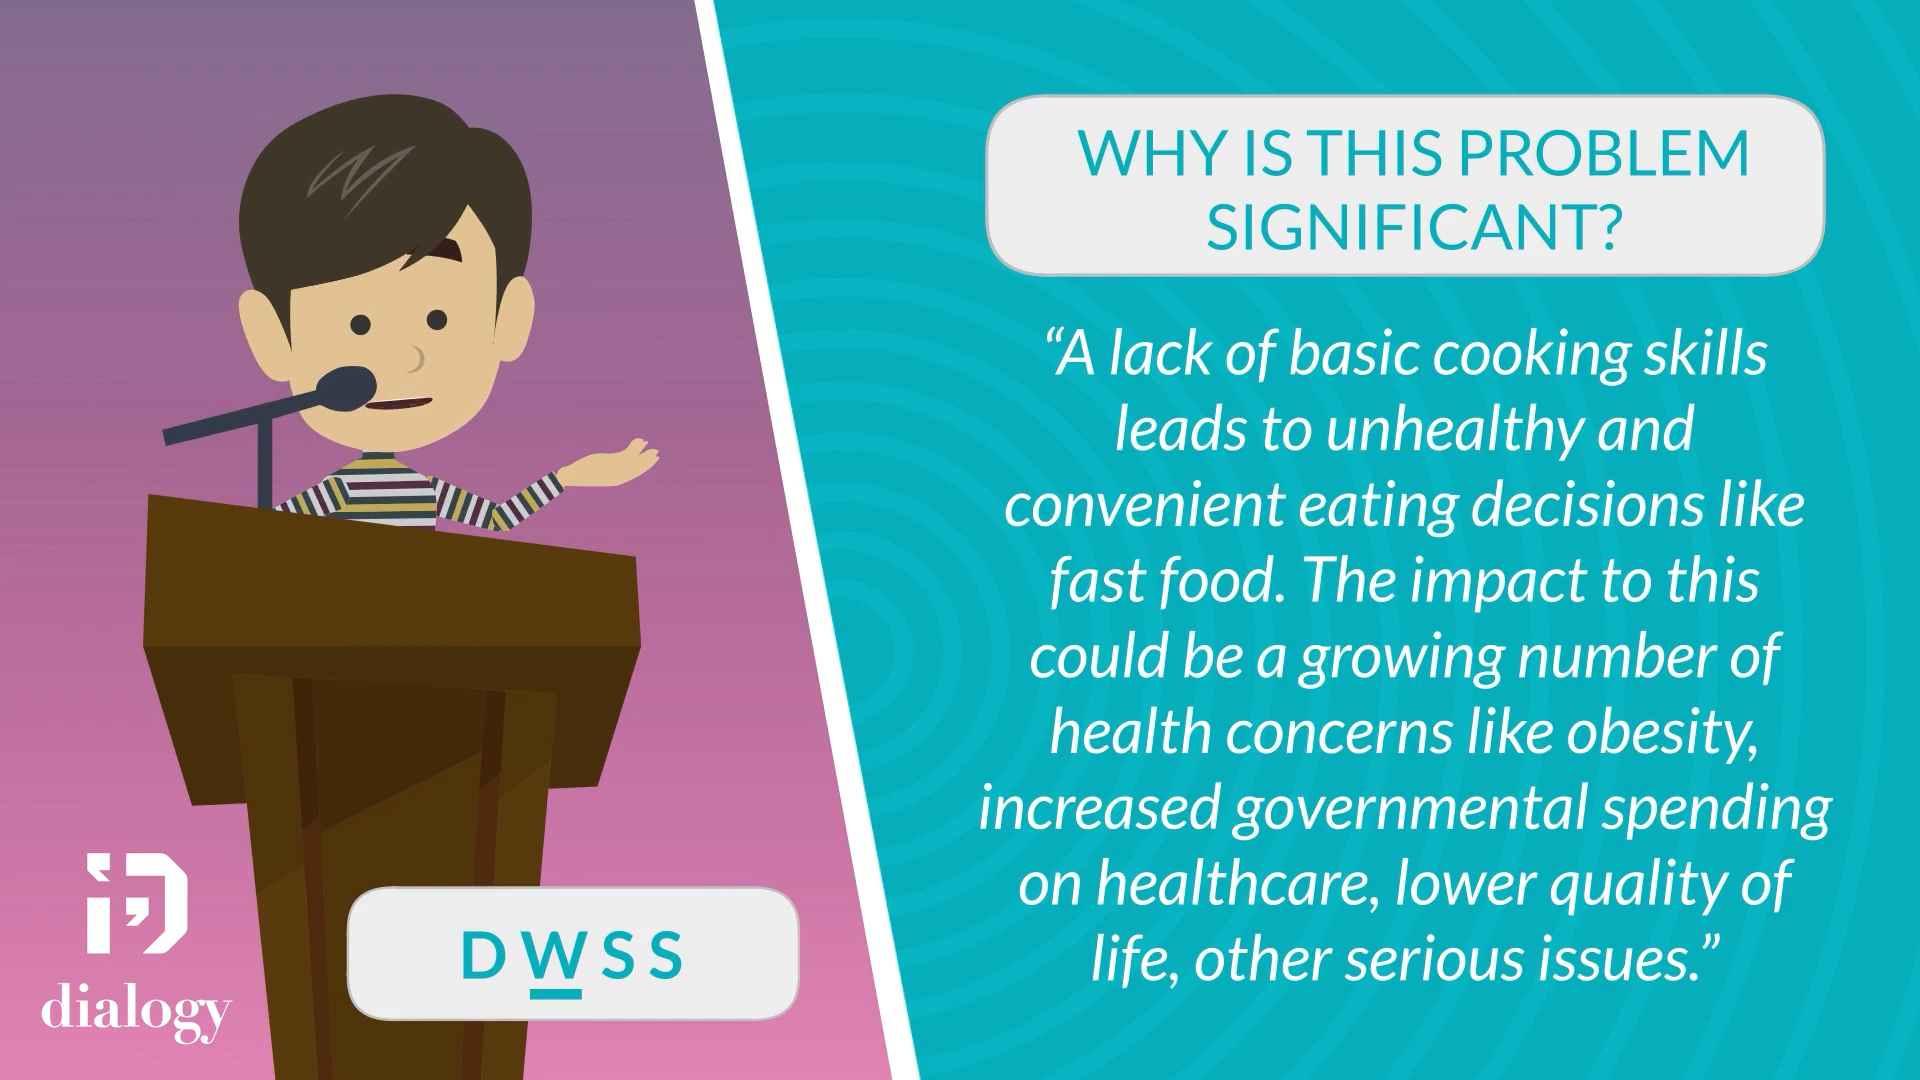 WHY IS THIS PROBLEM
SIGNIFICANT?
“A lack of basic cooking skills
leads to unhealthy and
convenient eating decisions like
fast food. The impact to this
could be a growing number of
health concerns like obesity,
increased governmental spending
on healthcare, lower quality of
life, other serious issues.”
DWSS
dialogy